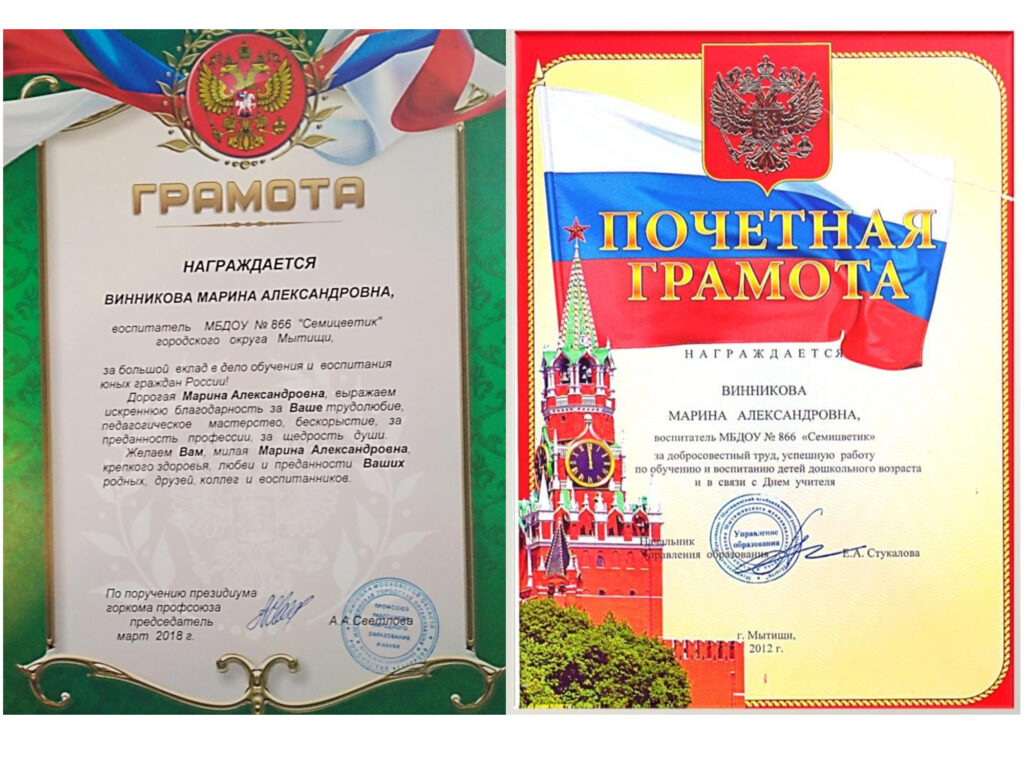 ГРАМОТА
НАГРАЖДАЕТСЯ
ВИННИКОВА МАРИНА АЛЕКСАНДРОВНА,
воспитатель МБДОУ № 866 "Семицветик"
городского округа Мытищи,
за большой вклад в дело обучения и воспитания
юных граждан России!
Дорогая Марина Александровна, выражаем
искреннюю благодарность за Ваше трудолюбие,
педагогическое мастерство, бескорыстие, за
преданность профессии, за щедрость души.
Желаем Вам, милая Марина Александровна,
крепкого здоровья, любви и преданности Ваших
родных, друзей, коллег и воспитанников.
По поручению президиума
горкома профсоюза
председатель
март 2018 г.
А.А.Светлова
ПРОФСОЮЗ
ОБРАЗОВАНИЯ
И НАУКИ
ПОЧЕТНАЯ
ГРАМОТА
НАГРАЖДАЕТСЯ
ВИННИКОВА
МАРИНА АЛЕКСАНДРОВНА,
воспитатель МБДОУ № 866 «Семицветик»
за добросовестный труд, успешную работу
по обучению и воспитанию детей дошкольного возраста
и в связи с Днем учителя
Управление
образования
Начальник
Управления образования Е.А. Стукалова
г. Мытищи,
2012 г.